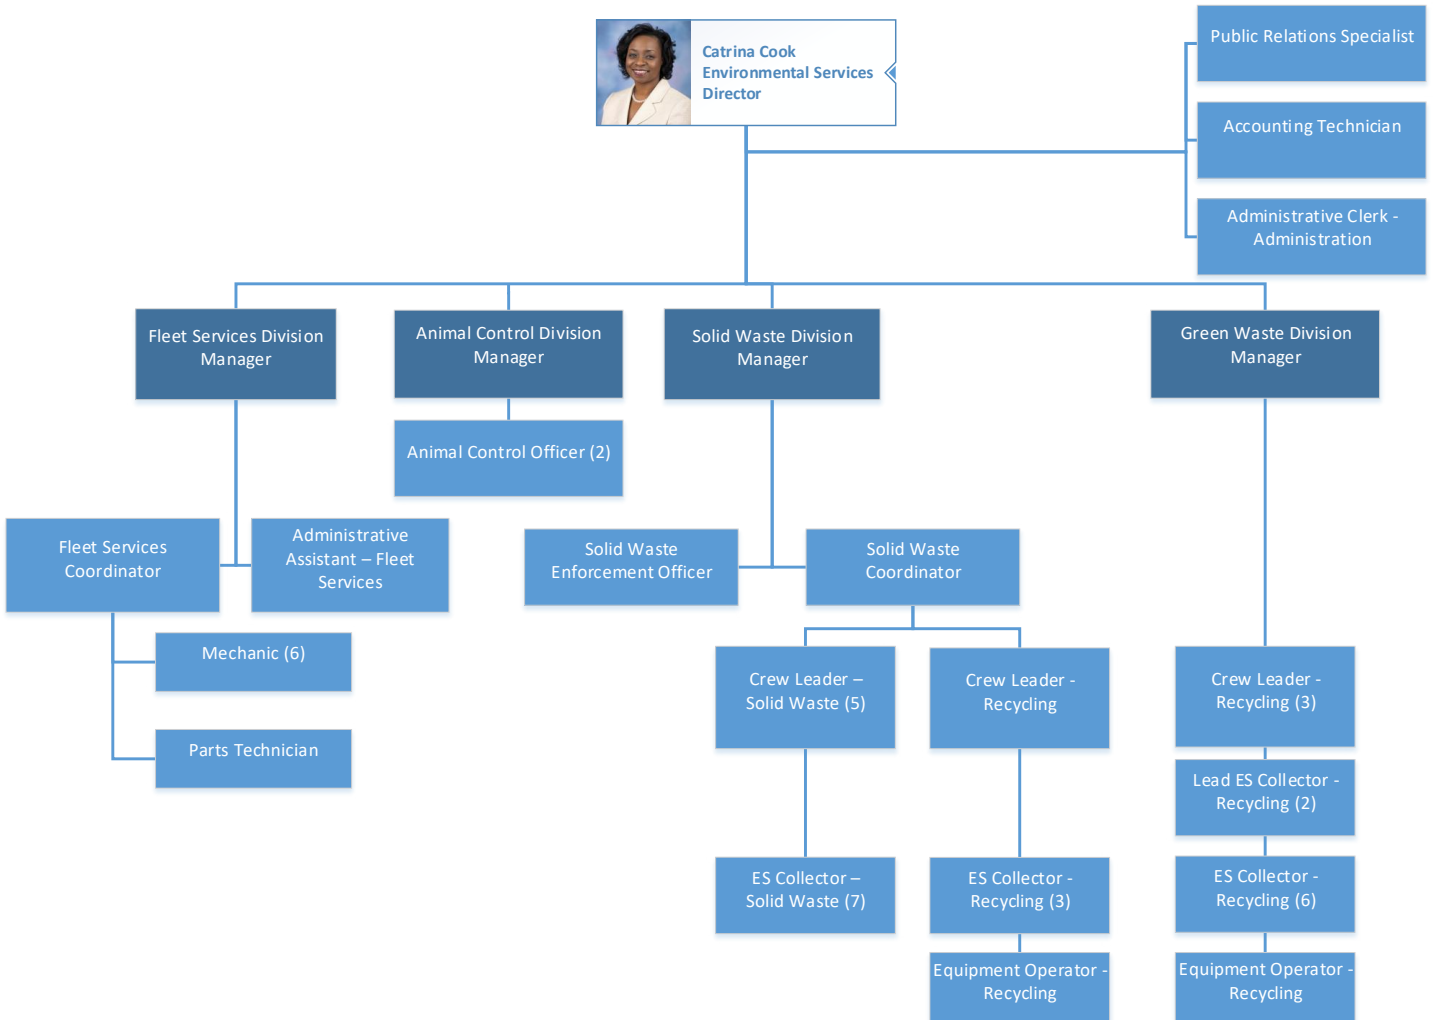 Catrina Cook
Environmental Services
Director
Public Relations Specialist
Accounting Technician
Administrative Clerk -
Administration
Fleet Services Division
Manager
Animal Control Division
Manager
Solid Waste Division
Manager
Green Waste Division
Manager
Animal Control Officer (2)
Fleet Services
Coordinator
Administrative
Assistant – Fleet
Services
Solid Waste
Enforcement Officer
Solid Waste
Coordinator
Mechanic (6)
Parts Technician
Crew Leader –
Solid Waste (5)
Crew Leader -
Recycling
Crew Leader -
Recycling (3)
Lead ES Collector -
Recycling (2)
ES Collector –
Solid Waste (7)
ES Collector -
Recycling (3)
ES Collector -
Recycling (6)
Equipment Operator -
Recycling
Equipment Operator -
Recycling